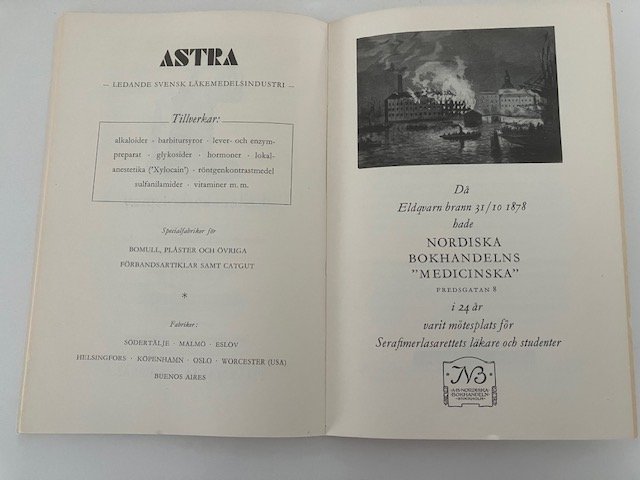 ASTRA
– LEDANDE SVENSK LÄKEMEDELSINDUSTRI –
Tillverkar:
alkaloider · barbitursyror · lever- och enzym-
preparat · glykosider · hormoner · lokal-
anestetika ("Xylocain") · röntgenkontrastmedel
sulfanilamider · vitaminer m. m.
Specialfabriker för
BOMULL, PLÅSTER OCH ÖVRIGA
FÖRBANDSARTIKLAR SAMT CATGUT
*
Fabriker:
SÖDERTÄLJE · MALMÖ · ESLÖV
HELSINGFORS · KÖPENHAMN · OSLO · WORCESTER (USA)
BUENOS AIRES
Då
Eldqvarn brann 31/10 1878
hade
NORDISKA
BOKHANDELNS
"MEDICINSKA"
FREDSGATAN 8
i 24 år
varit mötesplats för
Serafimerlasarettets läkare och studenter
NB
A-B NORDISKA
BOKHANDELN
STOCKHOLM